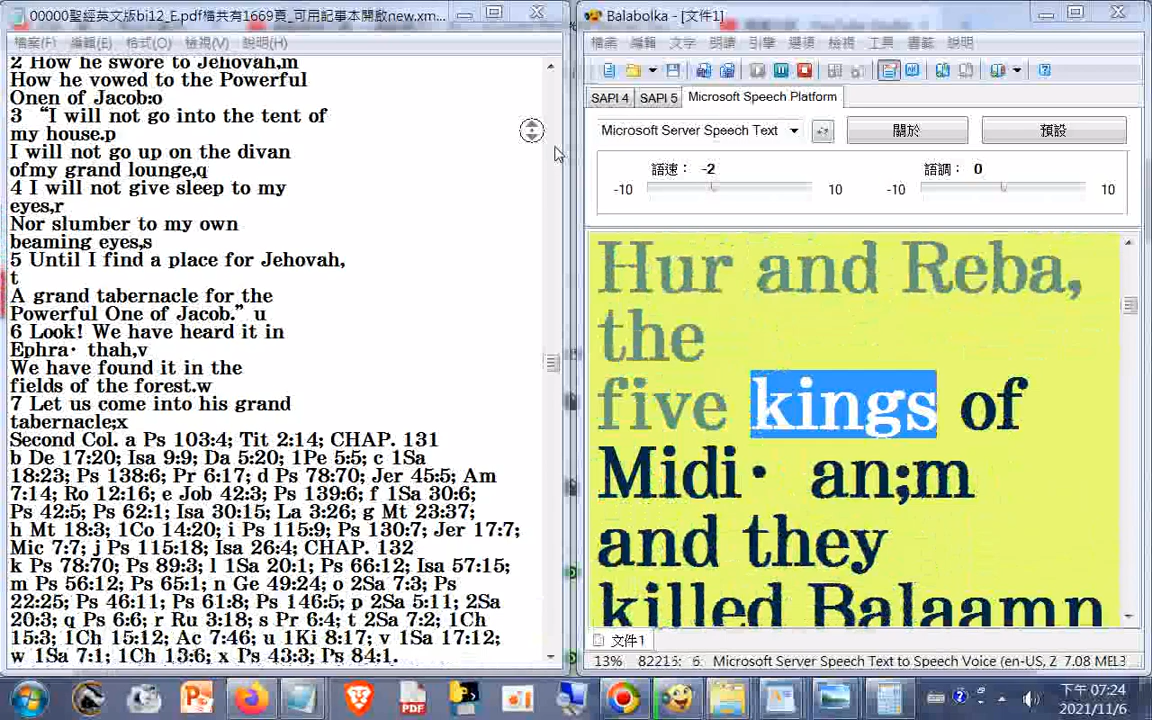 00000聖經英文版bi12_E.pdf檔共有1669頁_可用記事本開啟new.xm...
檔案(F) 編輯(E) 格式(O) 檢視(V) 說明(H)
2 How he swore to Jehovah,m
How he vowed to the Powerful
Onen of Jacob:o
3 “I will not go into the tent of
my house.p
I will not go up on the divan
ofmy grand lounge,q
4 I will not give sleep to my
eyes,r
Nor slumber to my own
beaming eyes,s
5 Until I find a place for Jehovah,
t
A grand tabernacle for the
Powerful One of Jacob.” u
6 Look! We have heard it in
Ephra· thah,v
We have found it in the
fields of the forest.w
7 Let us come into his grand
tabernacle;x
Second Col. a Ps 103:4; Tit 2:14; CHAP. 131
b De 17:20; Isa 9:9; Da 5:20; 1Pe 5:5; c 1Sa
18:23; Ps 138:6; Pr 6:17; d Ps 78:70; Jer 45:5; Am
7:14; Ro 12:16; e Job 42:3; Ps 139:6; f 1Sa 30:6;
Ps 42:5; Ps 62:1; Isa 30:15; La 3:26; g Mt 23:37;
h Mt 18:3; 1Co 14:20; i Ps 115:9; Ps 130:7; Jer 17:7;
Mic 7:7; j Ps 115:18; Isa 26:4; CHAP. 132
k Ps 78:70; Ps 89:3; l 1Sa 20:1; Ps 66:12; Isa 57:15;
m Ps 56:12; Ps 65:1; n Ge 49:24; o 2Sa 7:3; Ps
22:25; Ps 46:11; Ps 61:8; Ps 146:5; p 2Sa 5:11; 2Sa
20:3; q Ps 6:6; r Ru 3:18; s Pr 6:4; t 2Sa 7:2; 1Ch
15:3; 1Ch 15:12; Ac 7:46; u 1Ki 8:17; v 1Sa 17:12;
w 1Sa 7:1; 1Ch 13:6; x Ps 43:3; Ps 84:1.
Balabolka - [文件1]
檔案 編輯 文字 朗讀 引擎 選項 檢視 工具 書籤 說明
SAPI 4 SAPI 5 Microsoft Speech Platform
Microsoft Server Speech Text 關於 預設
語速： -2 語調： 0
-10 10 -10 10
Hur and Reba,
the
five kings of
Midi· an;m
and they
killed Balaamn
文件1
13% 82215: 6: Microsoft Server Speech Text to Speech Voice (en-US, Z 7.08 MEL3
PDF
下午 07:24
2021/11/6